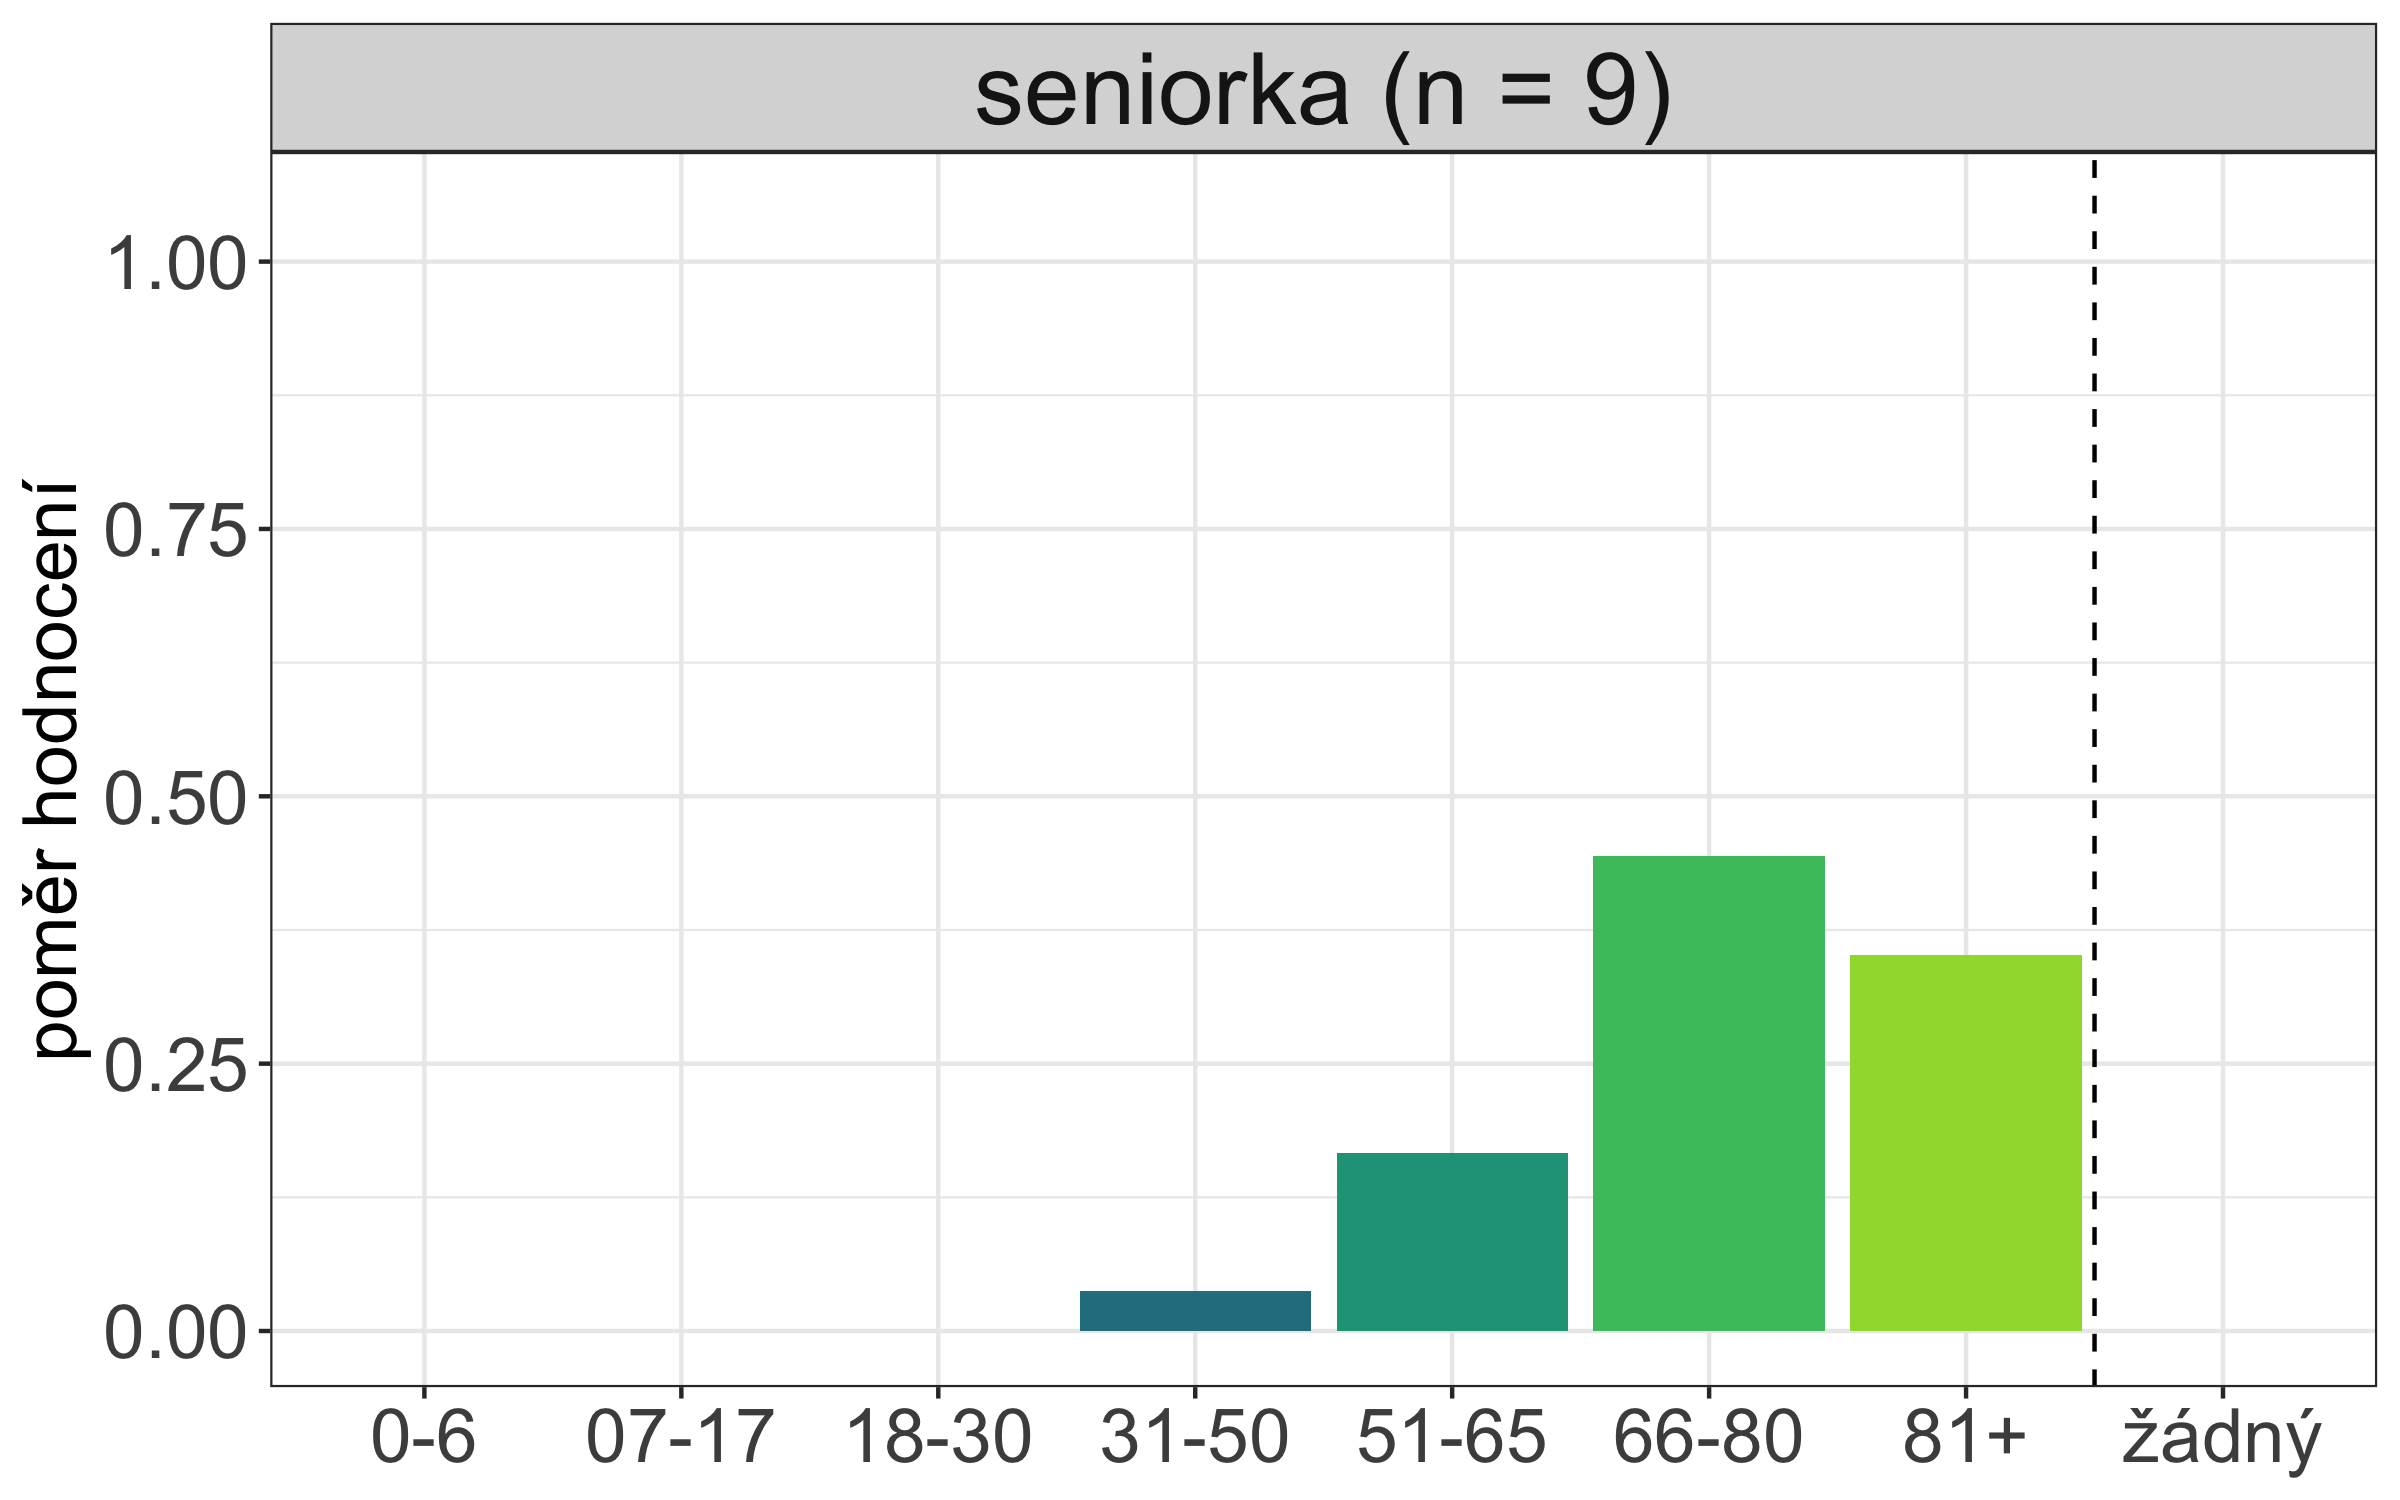 seniorka (n = 9)
poměr hodnocení
1.00
0.75
0.50
0.25
0.00
0-6 07-17 18-30 31-50 51-65 66-80 81+ žádný